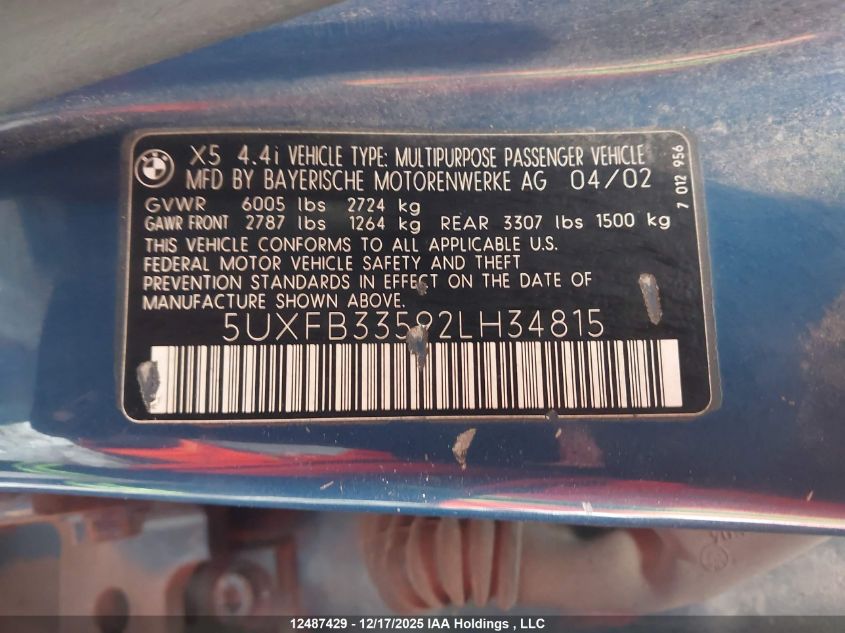 X5 4.4i VEHICLE TYPE: MULTIPURPOSE PASSENGER VEHICLE
MFD BY BAYERISCHE MOTORENWERKE AG 04/02
GVWR 6005 lbs 2724 kg
GAWR FRONT 2787 lbs 1264 kg REAR 3307 lbs 1500 kg
THIS VEHICLE CONFORMS TO ALL APPLICABLE U.S.
FEDERAL MOTOR VEHICLE SAFETY AND THEFT
PREVENTION STANDARDS IN EFFECT ON THE DATE OF
MANUFACTURE SHOWN ABOVE.
5UXFB33592LH34815
7 012 956
BMW
12487429 - 12/17/2025 IAA Holdings , LLC